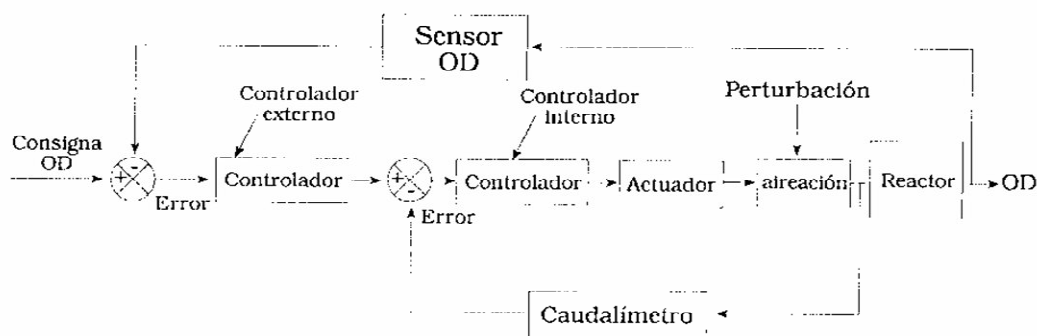 Sensor
OD
Controlador
externo
Controlador
interno
Perturbación
Consigna
OD
+
-
Error
Controlador
+
-
Error
Controlador
Actuador
aireación
Reactor
OD
Caudalímetro